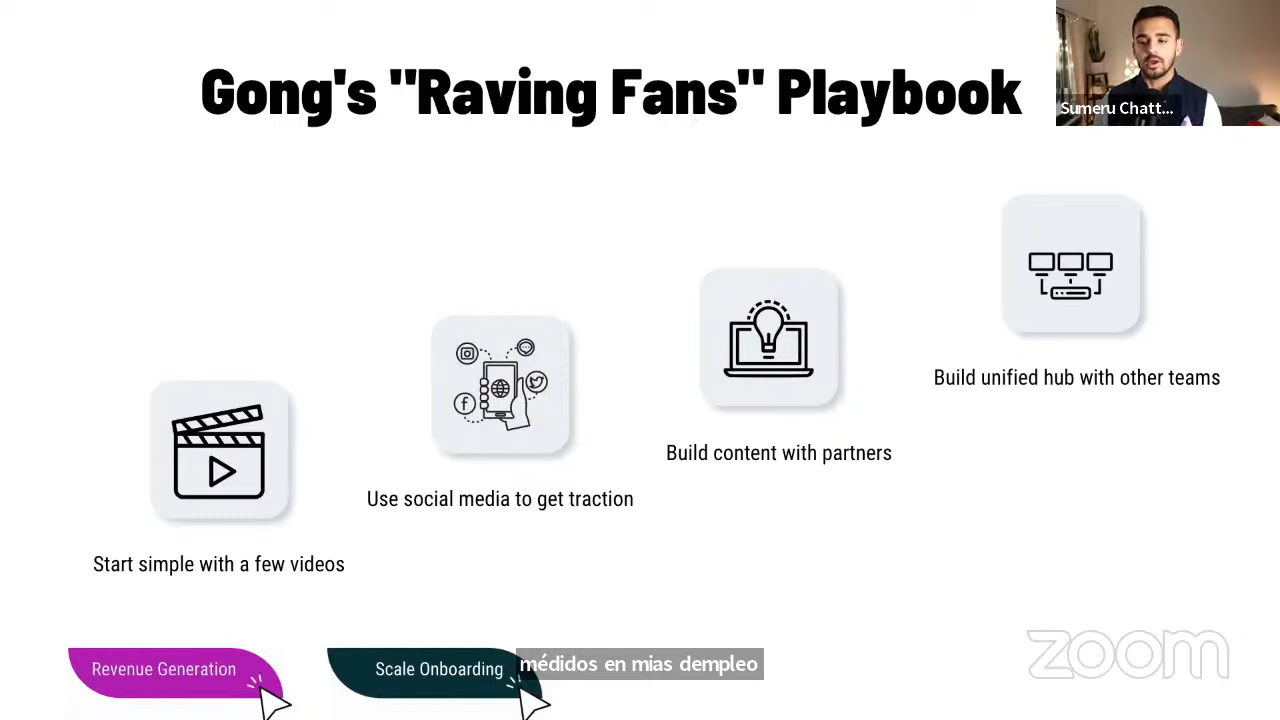 Gong's "Raving Fans" Playbook
Sumeru Chatt...
Build unified hub with other teams
Build content with partners
Use social media to get traction
Start simple with a few videos
Revenue Generation
Scale Onboarding
médidos en mias dempleo
zoom